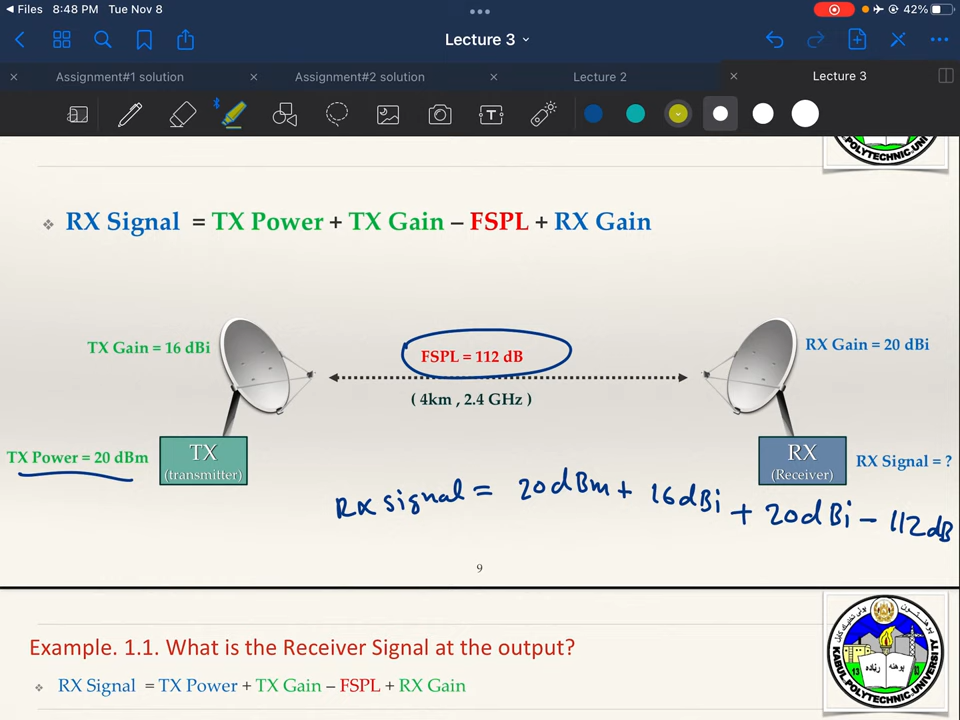 Files 8:48 PM Tue Nov 8 42%
Lecture 3
Assignment#1 solution Assignment#2 solution Lecture 2 Lecture 3
T
POLYTECHNIC UNI
❖ RX Signal = TX Power + TX Gain – FSPL + RX Gain
TX Gain = 16 dBi
FSPL = 112 dB
RX Gain = 20 dBi
( 4km , 2.4 GHz )
TX Power = 20 dBm
TX
(transmitter)
RX
(Receiver)
RX Signal = ?
Rx signal = 20dBm + 16dBi + 20dBi - 112dB
9
Example. 1.1. What is the Receiver Signal at the output?
❖ RX Signal = TX Power + TX Gain – FSPL + RX Gain
KABUL POLYTECHNIC UNIVERSITY